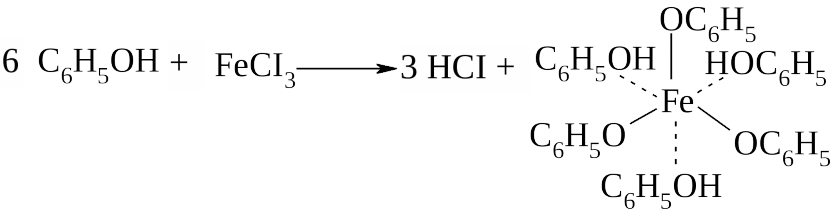 OC₆H₅
6 C₆H₅OH + FeCI₃ 3 HCI + C₆H₅OH HOC₆H₅
Fe
C₆H₅O OC₆H₅
C₆H₅OH